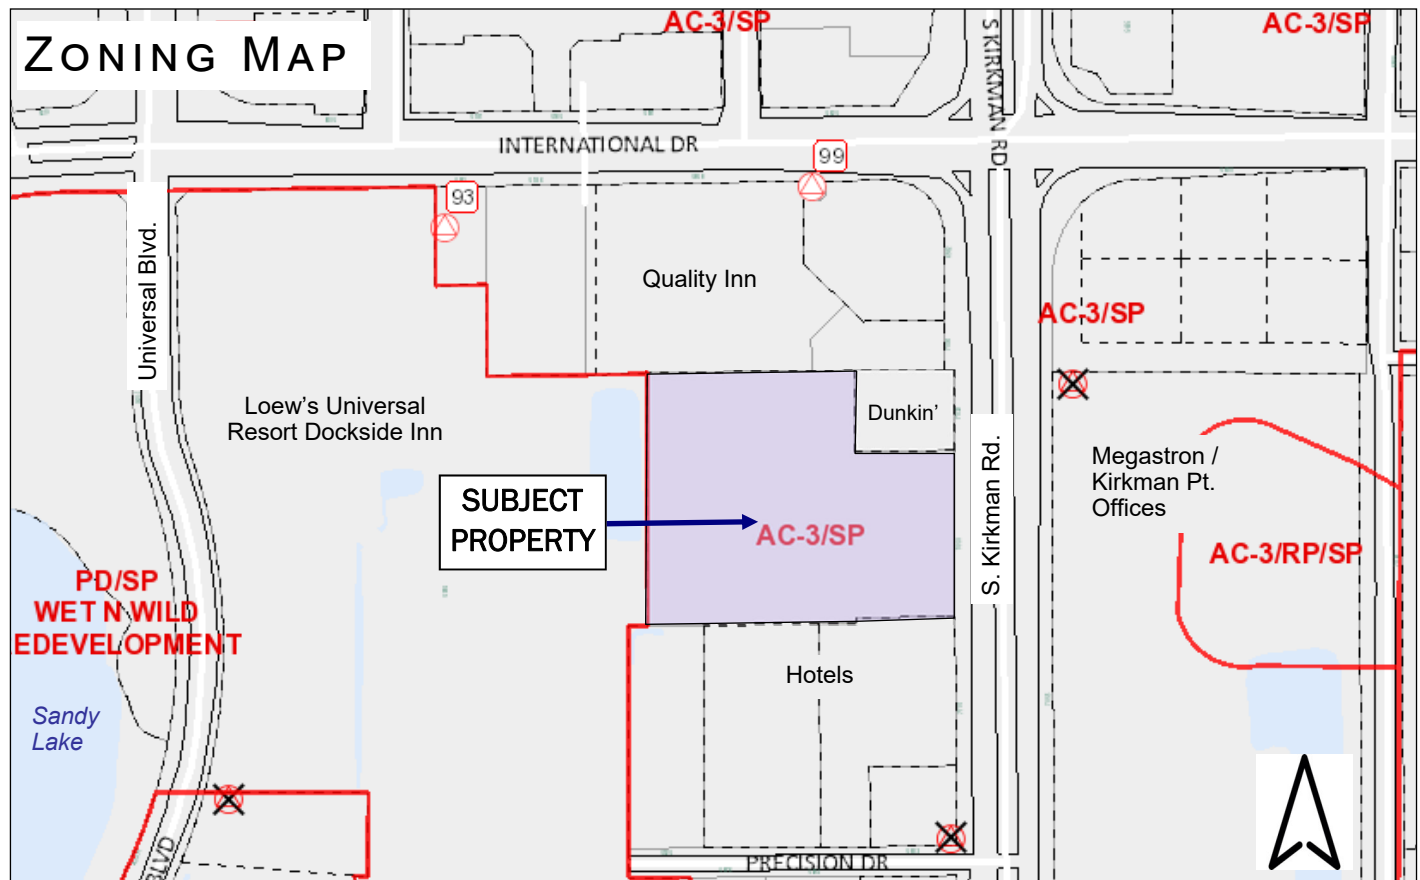 ZONING MAP
AC-3/SP
AC-3/SP
S KIRKMAN RD
INTERNATIONAL DR
99
93
Universal Blvd.
Quality Inn
AC-3/SP
Loew's Universal
Resort Dockside Inn
Dunkin'
Megastron /
Kirkman Pt.
Offices
SUBJECT
PROPERTY
AC-3/SP
S. Kirkman Rd.
AC-3/RP/SP
PD/SP
WET N WILD
EDEVELOPMENT
Hotels
Sandy
Lake
BLVD
PRECISION DR